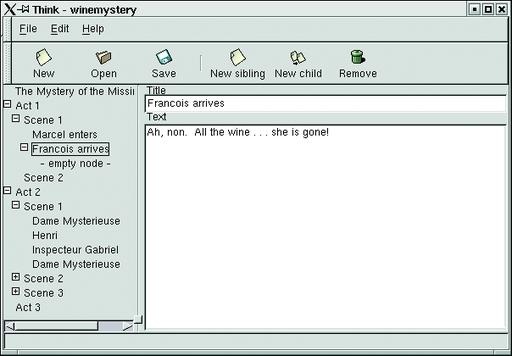 Think - winemystery
File Edit Help
New Open Save New sibling New child Remove
The Mystery of the Missi
Act 1
Scene 1
Marcel enters
Francois arrives
- empty node -
Scene 2
Act 2
Scene 1
Dame Mysterieuse
Henri
Inspecteur Gabriel
Dame Mysterieuse
Scene 2
Scene 3
Act 3
Title
Francois arrives
Text
Ah, non. All the wine . . . she is gone!